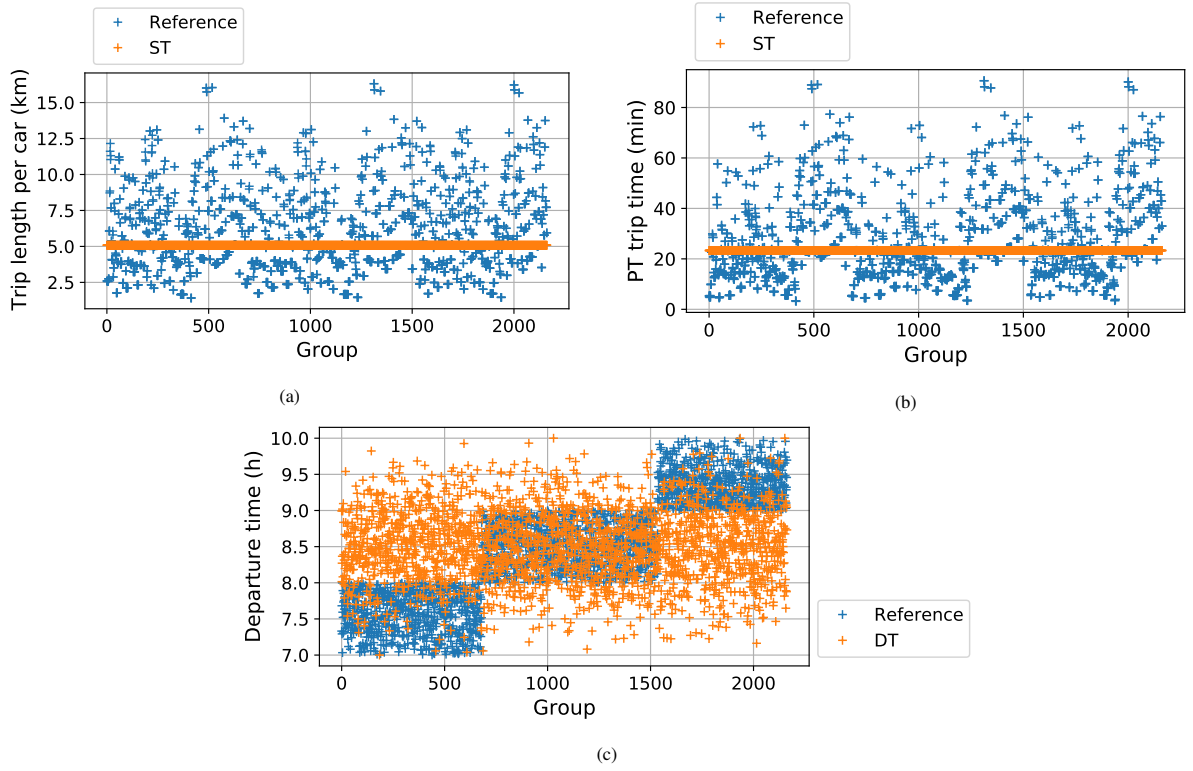 Reference
ST
Trip length per car (km)
15.0
12.5
10.0
7.5
5.0
2.5
0 500 1000 1500 2000
Group
(a)
Reference
ST
PT trip time (min)
80
60
40
20
0
0 500 1000 1500 2000
Group
(b)
Departure time (h)
10.0
9.5
9.0
8.5
8.0
7.5
7.0
0 500 1000 1500 2000
Group
Reference
DT
(c)